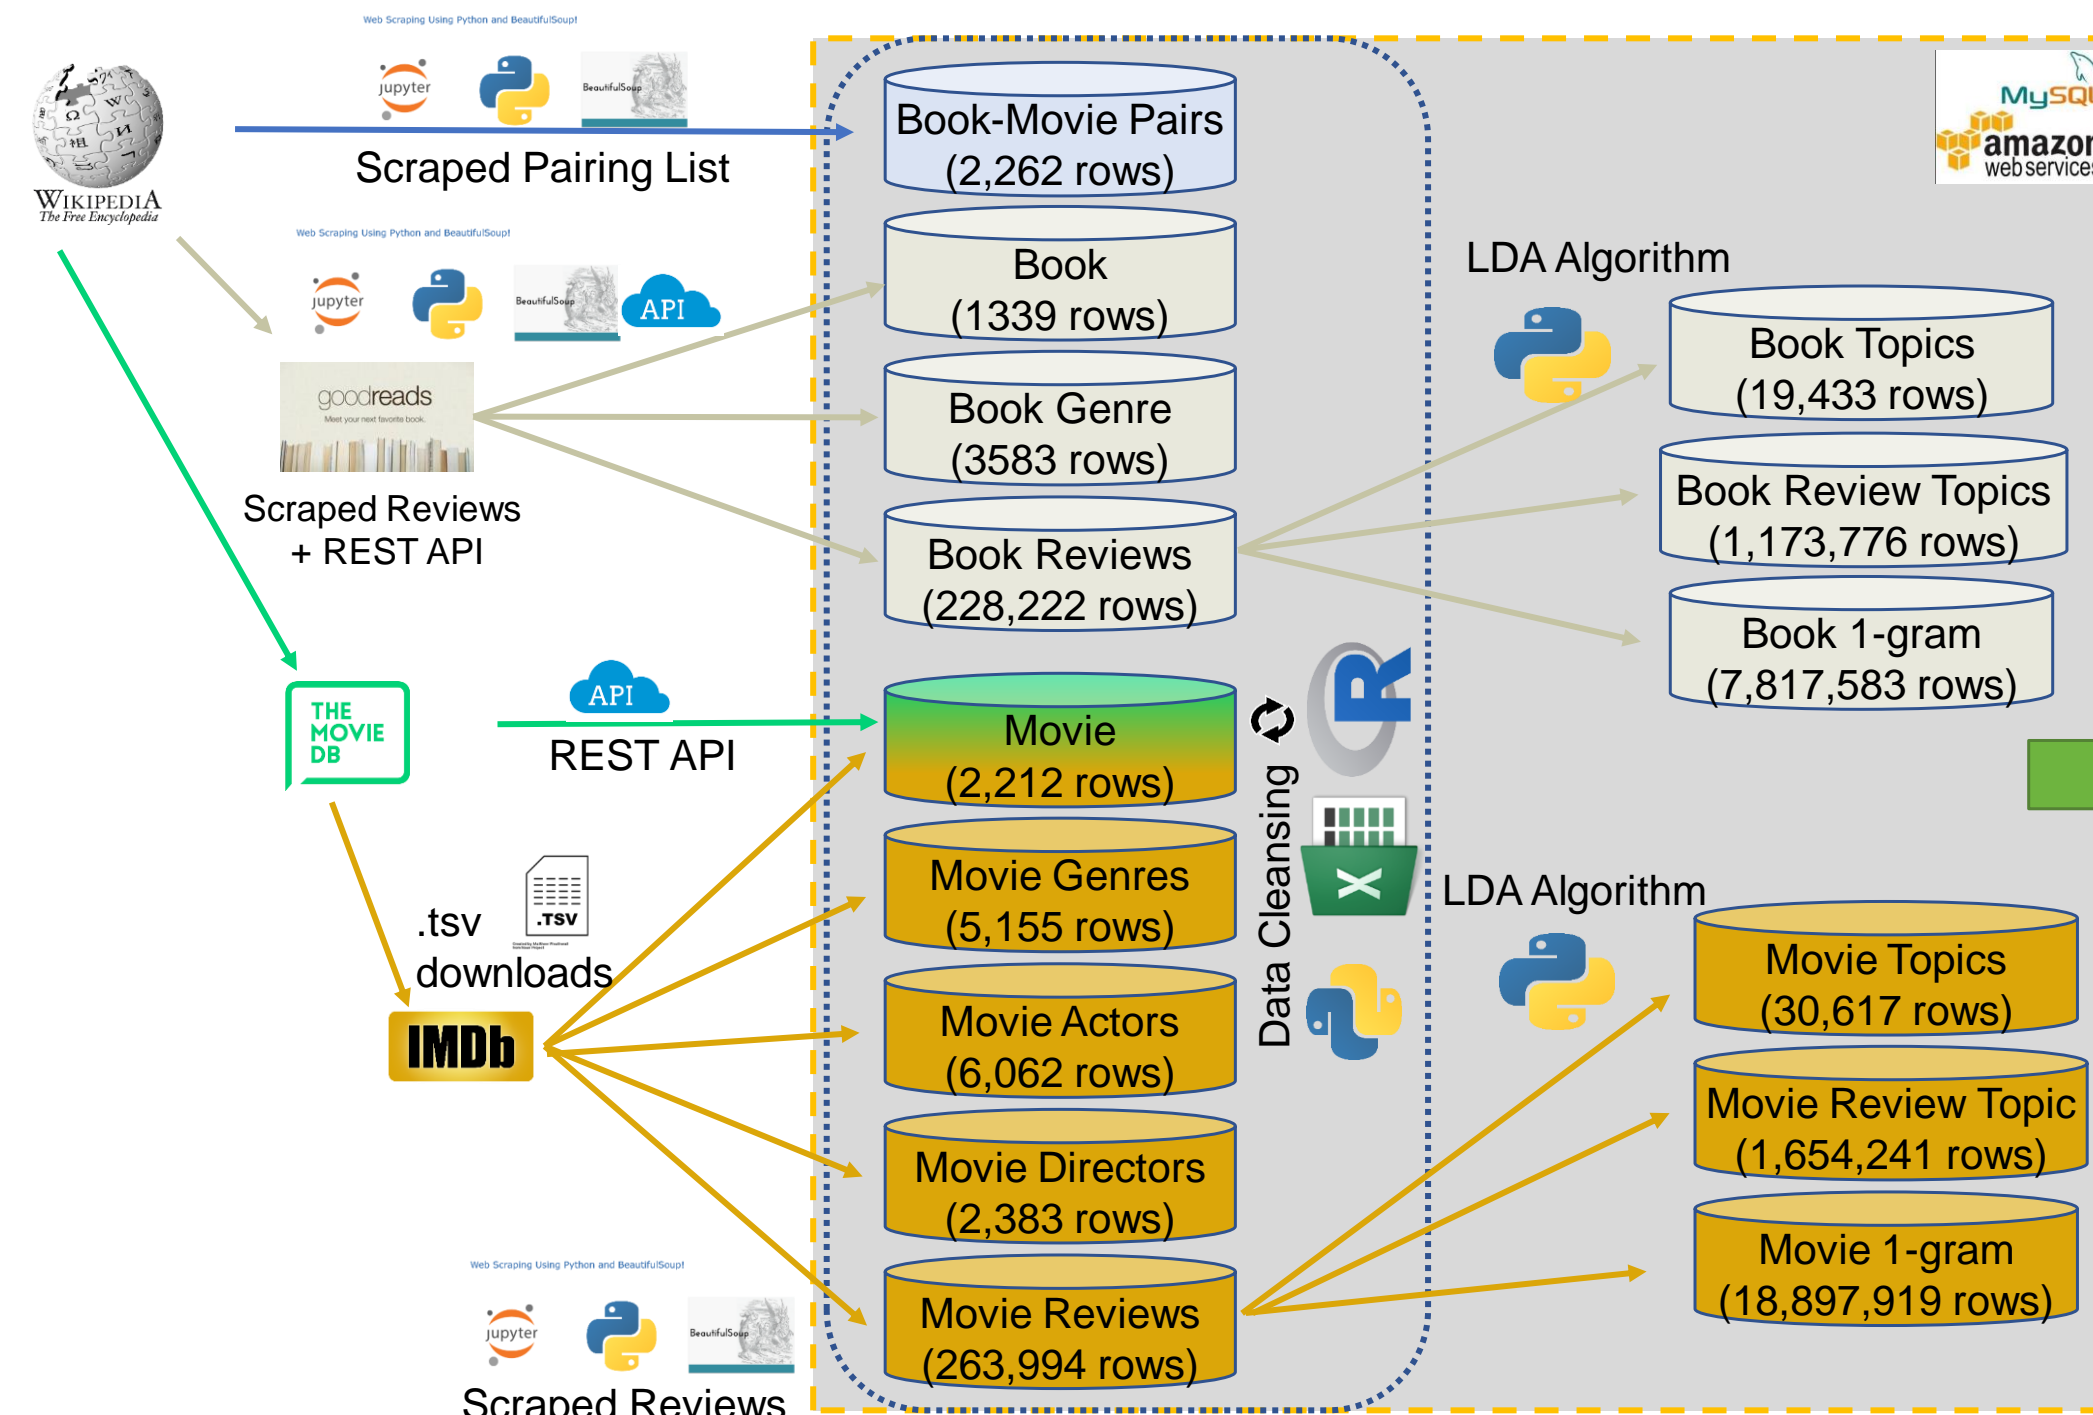 Web Scraping Using Python and BeautifulSoup!
jupyter
BeautifulSoup
WIKIPEDIA
The Free Encyclopedia
Scraped Pairing List
Book-Movie Pairs
(2,262 rows)
MySQL
amazon
web services
Web Scraping Using Python and BeautifulSoup!
jupyter
BeautifulSoup
API
goodreads
Meet your next favorite book.
Scraped Reviews
+ REST API
Book
(1339 rows)
Book Genre
(3583 rows)
Book Reviews
(228,222 rows)
LDA Algorithm
Book Topics
(19,433 rows)
Book Review Topics
(1,173,776 rows)
Book 1-gram
(7,817,583 rows)
THE
MOVIE
DB
API
REST API
Movie
(2,212 rows)
Movie Genres
(5,155 rows)
Movie Actors
(6,062 rows)
Movie Directors
(2,383 rows)
Movie Reviews
(263,994 rows)
Data Cleansing
R
X
.tsv
downloads
.TSV
IMDb
LDA Algorithm
Movie Topics
(30,617 rows)
Movie Review Topic
(1,654,241 rows)
Movie 1-gram
(18,897,919 rows)
Web Scraping Using Python and BeautifulSoup!
jupyter
BeautifulSoup
Scraped Reviews